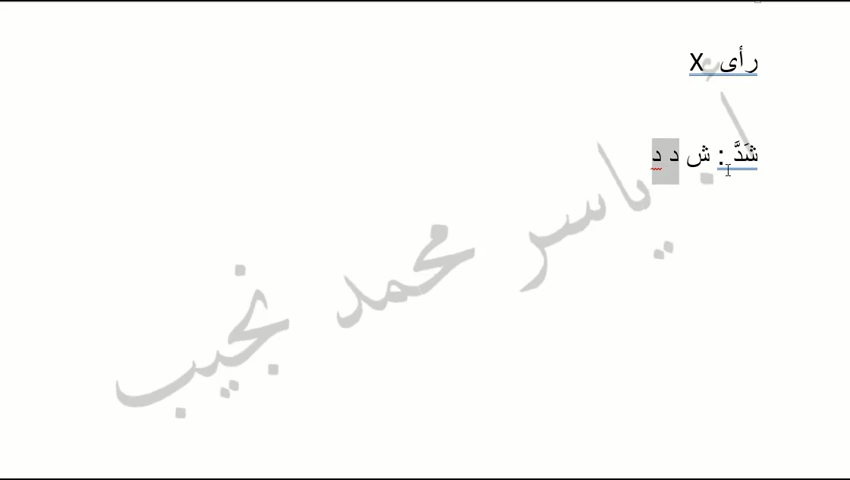 رأى X
شَدَّ : ش د د
أ. ياسر محمد نجيب